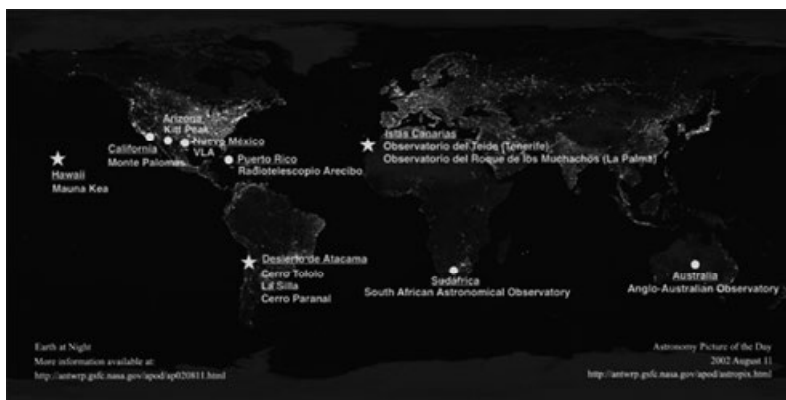 Arizona
Kitt Peak
Nuevo México
VLA
California
Monte Palomas
Hawaii
Mauna Kea
Puerto Rico
Radiotelescopio Arecibo
Islas Canarias
Observatorio del Teide (Tenerife)
Observatorio del Roque de los Muchachos (La Palma)
Desierto de Atacama
Cerro Tololo
La Silla
Cerro Paranal
Sudáfrica
South African Astronomical Observatory
Australia
Anglo-Australian Observatory
Earth at Night
More information available at:
http://antwrp.gsfc.nasa.gov/apod/ap020811.html
Astronomy Picture of the Day
2002 August 11
http://antwrp.gsfc.nasa.gov/apod/astropix.html